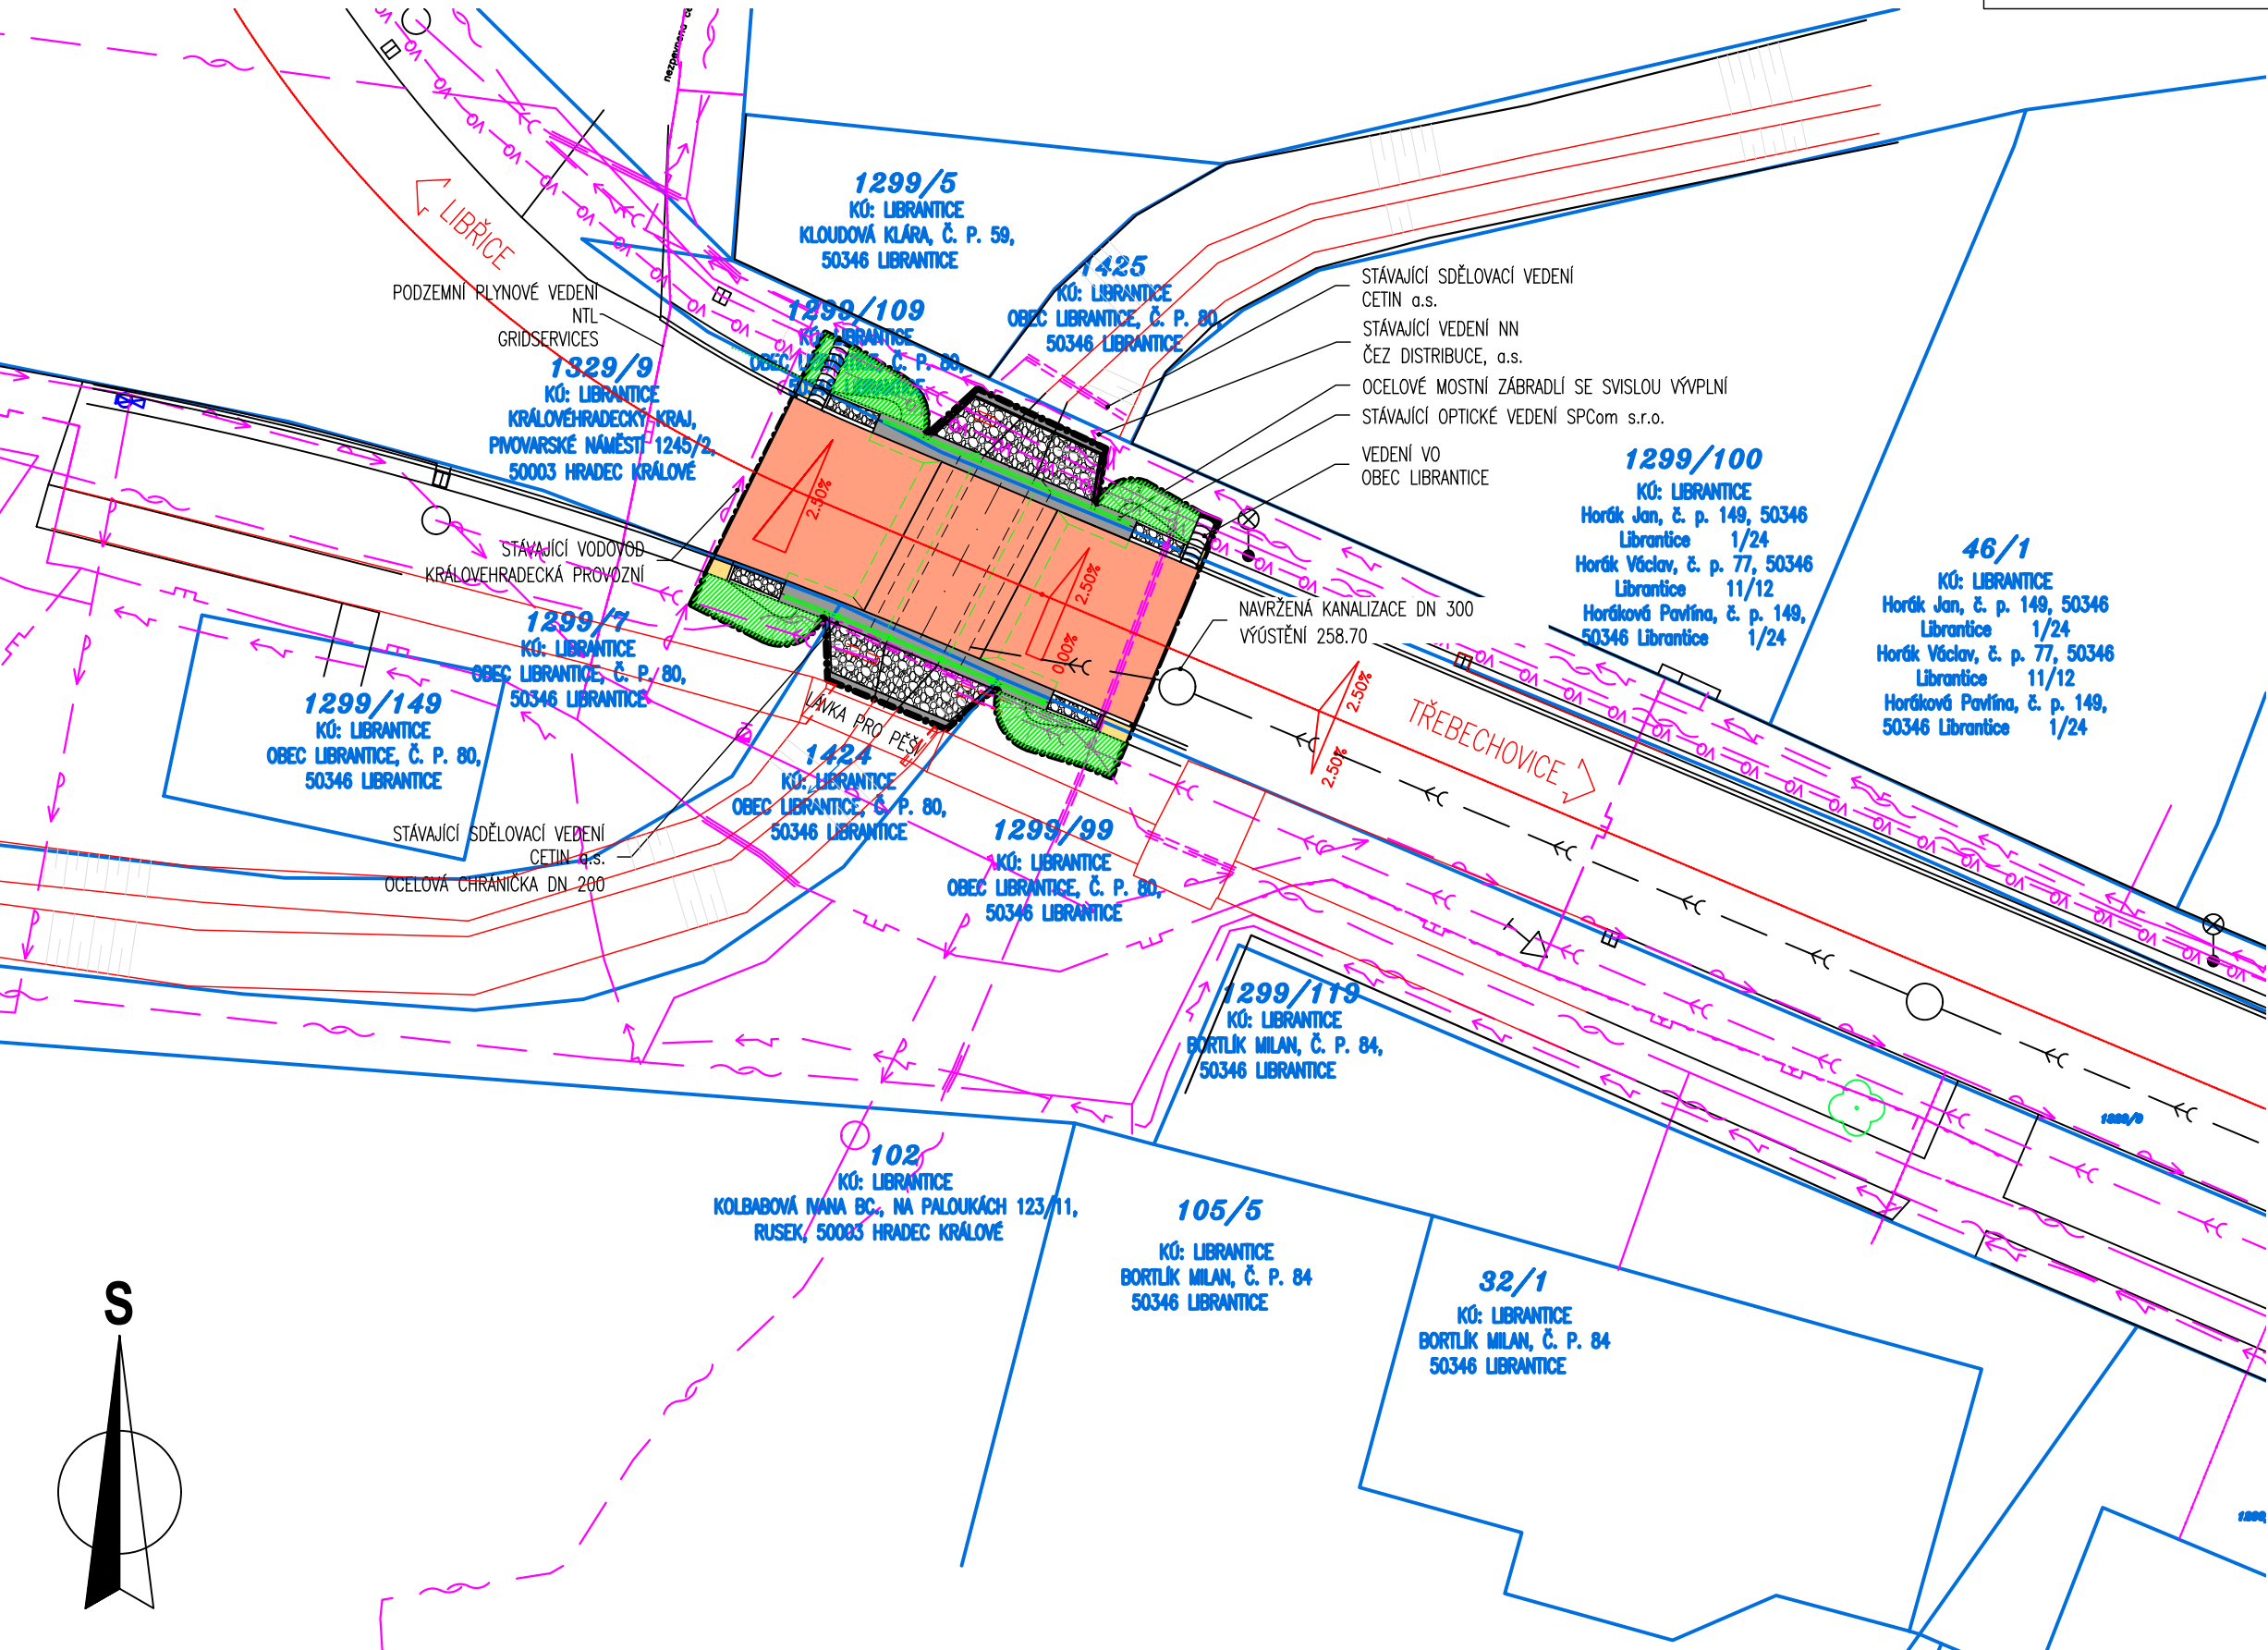 nezpevněná
LIBŘICE
1299/5
KÚ: LIBRANTICE
KLOUDOVÁ KLÁRA, Č. P. 59,
50346 LIBRANTICE
1425
KÚ: LIBRANTICE
OBEC LIBRANTICE, Č. P. 80,
50346 LIBRANTICE
1299/109
KÚ: LIBRANTICE
OBEC LIBRANTICE, Č. P. 80,
PODZEMNÍ PLYNOVÉ VEDENÍ
NTL
GRIDSERVICES
1329/9
KÚ: LIBRANTICE
KRÁLOVÉHRADECKÝ KRAJ,
PIVOVARSKÉ NÁMĚSTÍ 1245/2,
50003 HRADEC KRÁLOVÉ
STÁVAJÍCÍ SDĚLOVACÍ VEDENÍ
CETIN a.s.
STÁVAJÍCÍ VEDENÍ NN
ČEZ DISTRIBUCE, a.s.
OCELOVÉ MOSTNÍ ZÁBRADLÍ SE SVISLOU VÝVPLNÍ
STÁVAJÍCÍ OPTICKÉ VEDENÍ SPCom s.r.o.
VEDENÍ VO
OBEC LIBRANTICE
1299/100
KÚ: LIBRANTICE
Horák Jan, č. p. 149, 50346
Librantice 1/24
Horák Václav, č. p. 77, 50346
Librantice 11/12
Horáková Pavlína, č. p. 149,
50346 Librantice 1/24
46/1
KÚ: LIBRANTICE
Horák Jan, č. p. 149, 50346
Librantice 1/24
Horák Václav, č. p. 77, 50346
Librantice 11/12
Horáková Pavlína, č. p. 149,
50346 Librantice 1/24
2.50%
2.50%
0.00%
STÁVAJÍCÍ VODOVOD
KRÁLOVEHRADECKÁ PROVOZNÍ
NAVRŽENÁ KANALIZACE DN 300
VÝÚSTĚNÍ 258.70
2.50%
2.50%
TŘEBECHOVICE
1299/7
KÚ: LIBRANTICE
OBEC LIBRANTICE, Č. P. 80,
50346 LIBRANTICE
1299/149
KÚ: LIBRANTICE
OBEC LIBRANTICE, Č. P. 80,
50346 LIBRANTICE
LÁVKA PRO PĚŠÍ
1424
KÚ: LIBRANTICE
OBEC LIBRANTICE, Č. P. 80,
50346 LIBRANTICE
STÁVAJÍCÍ SDĚLOVACÍ VEDENÍ
CETIN a.s.
OCELOVÁ CHRANIČKA DN 200
1299/99
KÚ: LIBRANTICE
OBEC LIBRANTICE, Č. P. 80,
50346 LIBRANTICE
1299/119
KÚ: LIBRANTICE
BORTLÍK MILAN, Č. P. 84,
50346 LIBRANTICE
1329/9
102
KÚ: LIBRANTICE
KOLBABOVÁ IVANA BC., NA PALOUKÁCH 123/11,
RUSEK, 50003 HRADEC KRÁLOVÉ
105/5
KÚ: LIBRANTICE
BORTLÍK MILAN, Č. P. 84
50346 LIBRANTICE
32/1
KÚ: LIBRANTICE
BORTLÍK MILAN, Č. P. 84
50346 LIBRANTICE
S